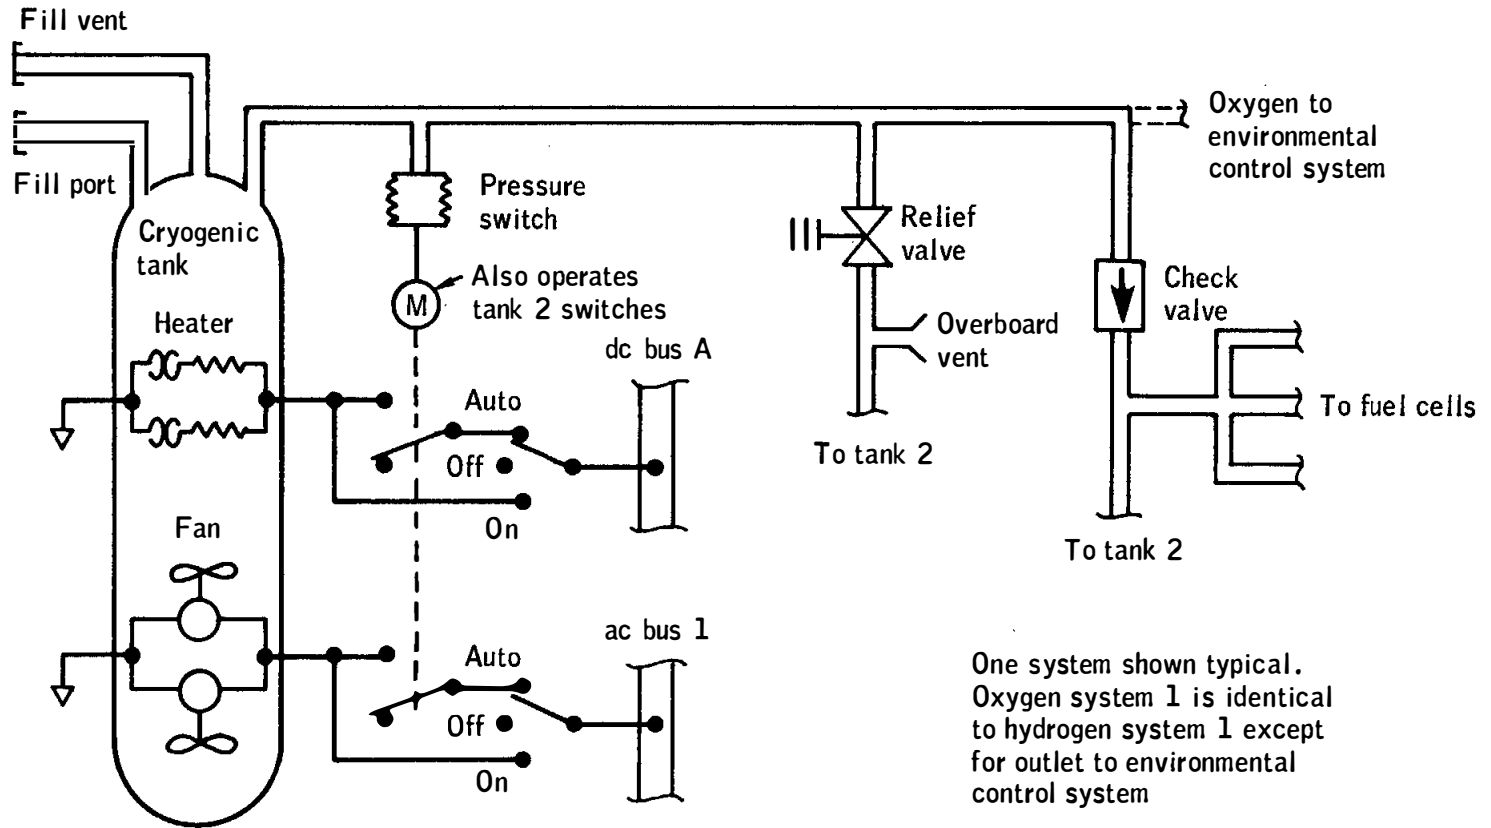 Fill vent
Fill port
Cryogenic
tank
Heater
Fan
Pressure
switch
M
Also operates
tank 2 switches
dc bus A
Auto
Off
On
ac bus 1
Auto
Off
On
Relief
valve
Overboard
vent
To tank 2
Oxygen to
environmental
control system
Check
valve
To fuel cells
To tank 2
One system shown typical.
Oxygen system 1 is identical
to hydrogen system 1 except
for outlet to environmental
control system